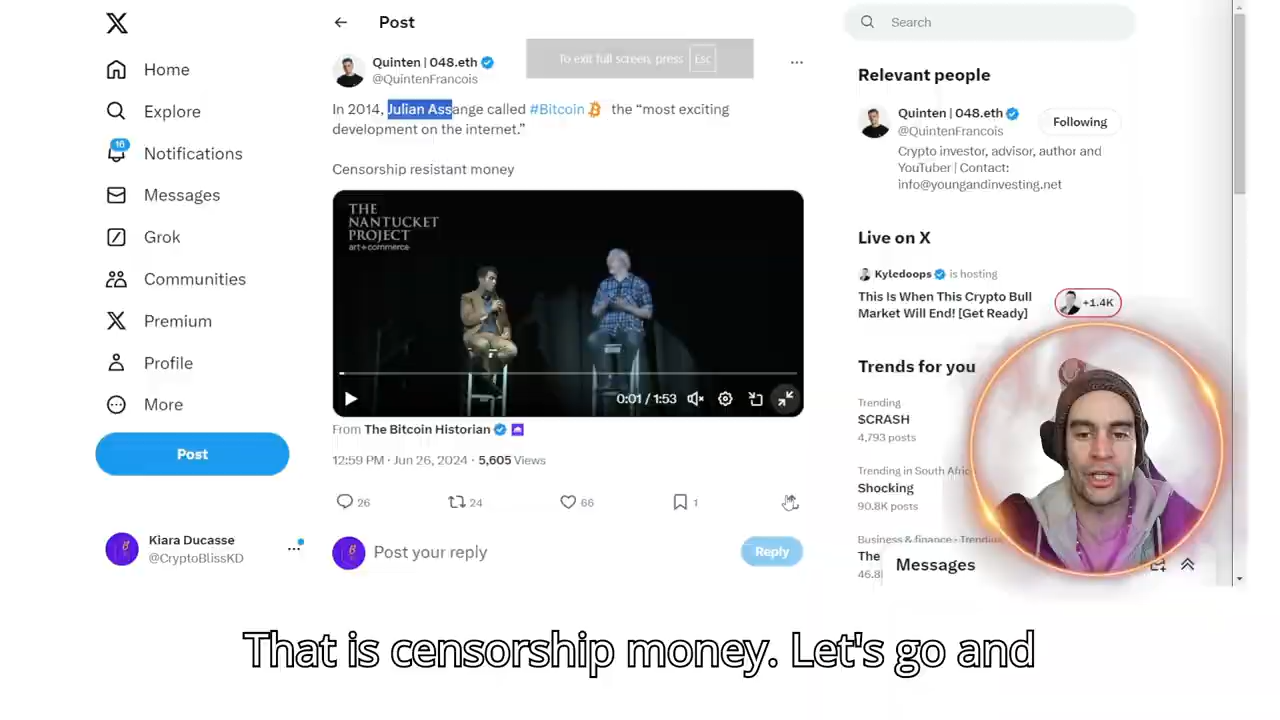 Home
Explore
16
Notifications
Messages
Grok
Communities
Premium
Profile
More
Post
Kiara Ducasse
@CryptoBlissKD
Post
Quinten | 048.eth
@QuintenFrancois
To exit full screen, press Esc
In 2014, Julian Assange called #Bitcoin the “most exciting
development on the internet.”
Censorship resistant money
THE
NANTUCKET
PROJECT
art+commerce
0:01 / 1:53
From The Bitcoin Historian
12:59 PM · Jun 26, 2024 · 5,605 Views
26 24 66 1
Post your reply
Reply
Search
Relevant people
Quinten | 048.eth
@QuintenFrancois
Following
Crypto investor, advisor, author and
YouTuber | Contact:
info@youngandinvesting.net
Live on X
Kyledoops is hosting
This Is When This Crypto Bull
Market Will End! [Get Ready]
+1.4K
Trends for you
Trending
$CRASH
4,793 posts
Trending in South Afric
Shocking
90.8K posts
Business & finance · Trending
The
46.8
Messages
That is censorship money. Let's go and